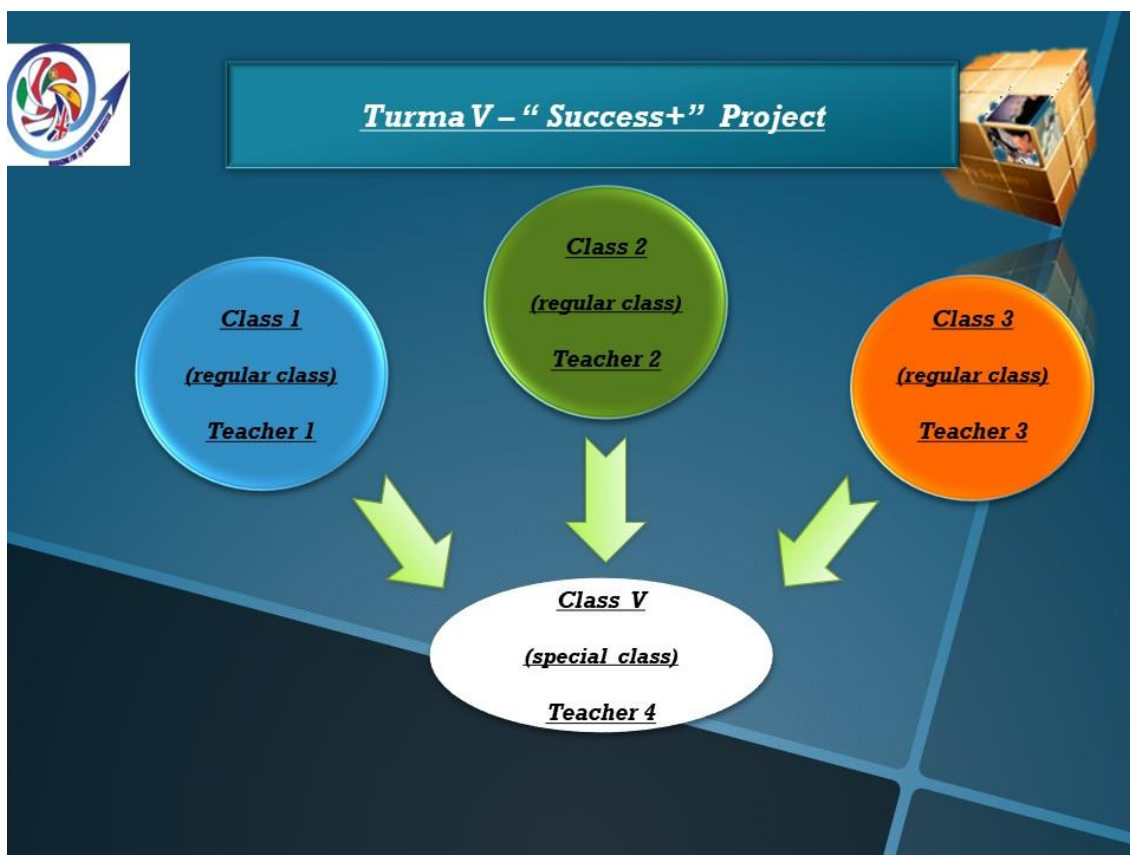 Turma V – “ Success+” Project
Class 1
(regular class)
Teacher 1
Class 2
(regular class)
Teacher 2
Class 3
(regular class)
Teacher 3
Class V
(special class)
Teacher 4